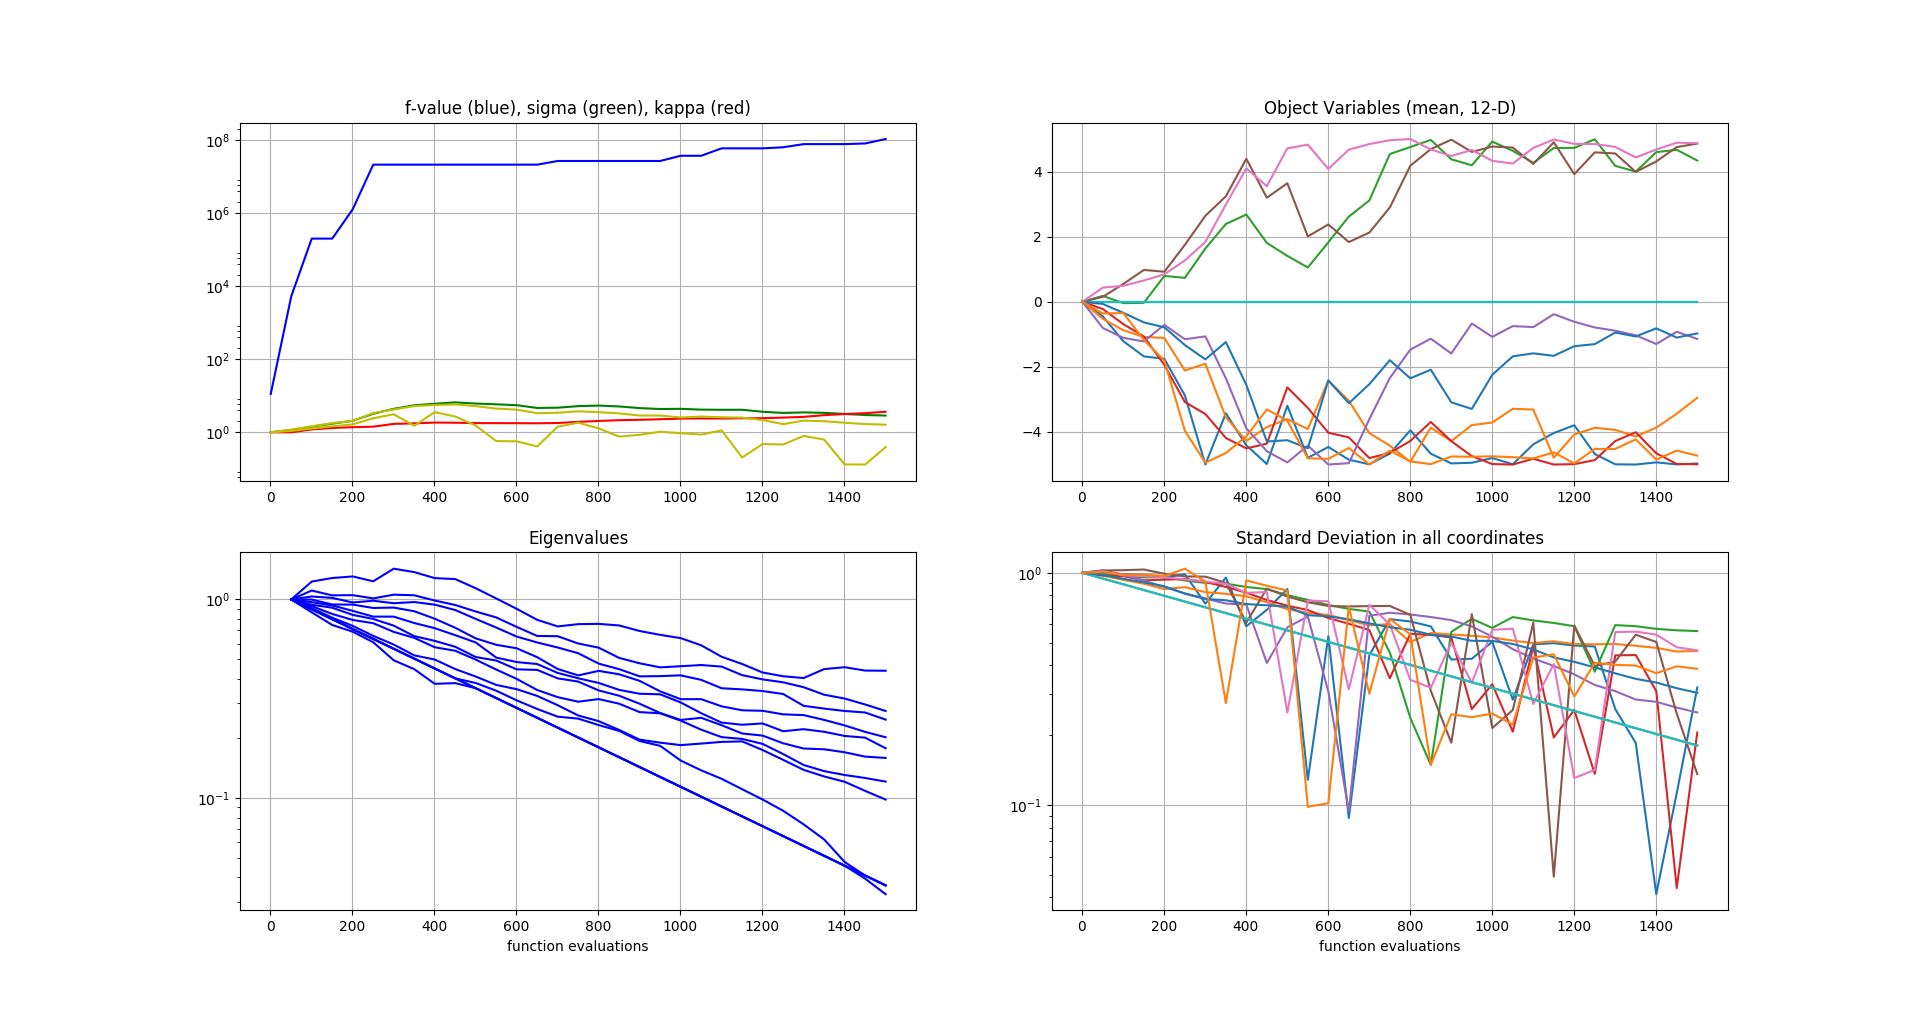 f-value (blue), sigma (green), kappa (red)
10^8
10^6
10^4
10^2
10^0
0 200 400 600 800 1000 1200 1400
Object Variables (mean, 12-D)
4
2
0
−2
−4
0 200 400 600 800 1000 1200 1400
Eigenvalues
10^0
10^−1
0 200 400 600 800 1000 1200 1400
function evaluations
Standard Deviation in all coordinates
10^0
10^−1
0 200 400 600 800 1000 1200 1400
function evaluations